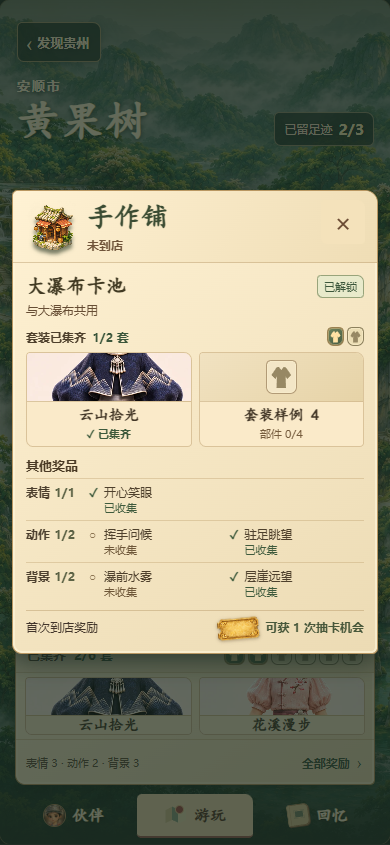 ‹ 发现贵州
安顺市
黄果树
已留足迹 2/3
手作铺
未到店
×
大瀑布卡池
已解锁
与大瀑布共用
套装已集齐 1/2 套
云山拾光
✓ 已集齐
套装样例 4
部件 0/4
其他奖品
表情 1/1 ✓ 开心笑眼
已收集
动作 1/2 ○ 挥手问候 ✓ 驻足眺望
未收集 已收集
背景 1/2 ○ 瀑前水雾 ✓ 层崖远望
未收集 已收集
首次到店奖励 可获 1 次抽卡机会
已集齐 2/6 套
云山拾光 花溪漫步
表情 3 · 动作 2 · 背景 3 全部奖励 ›
伙伴 游玩 回忆